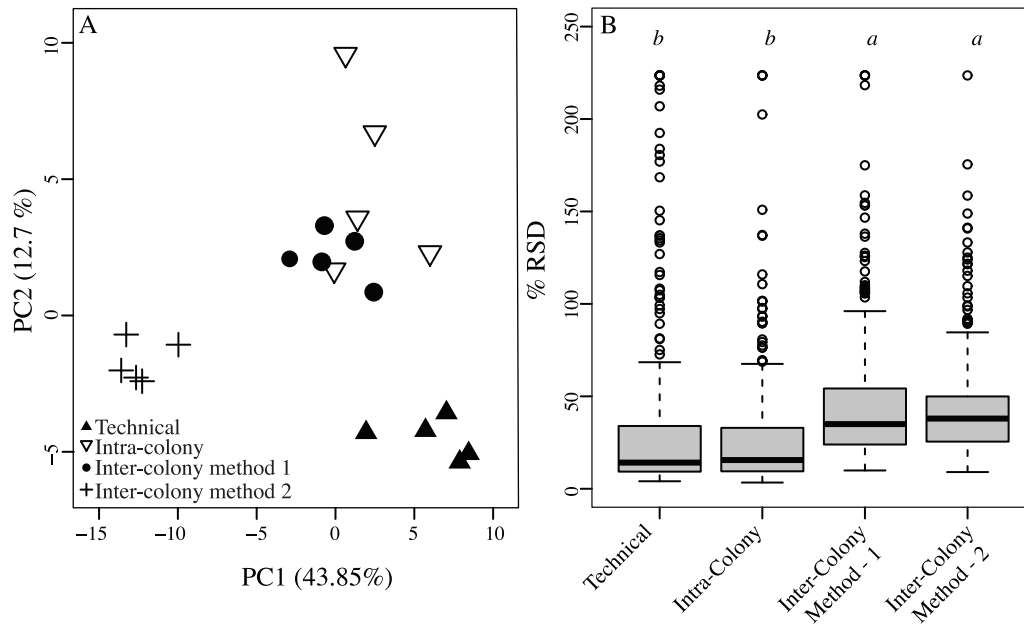 A
10
5
0
−5
PC2 (12.7 %)
Technical
Intra-colony
Inter-colony method 1
Inter-colony method 2
−15
−10
−5
0
5
10
PC1 (43.85%)
B
b
b
a
a
250
200
150
100
50
0
% RSD
Technical
Intra-Colony
Inter-Colony
Method - 1
Inter-Colony
Method - 2